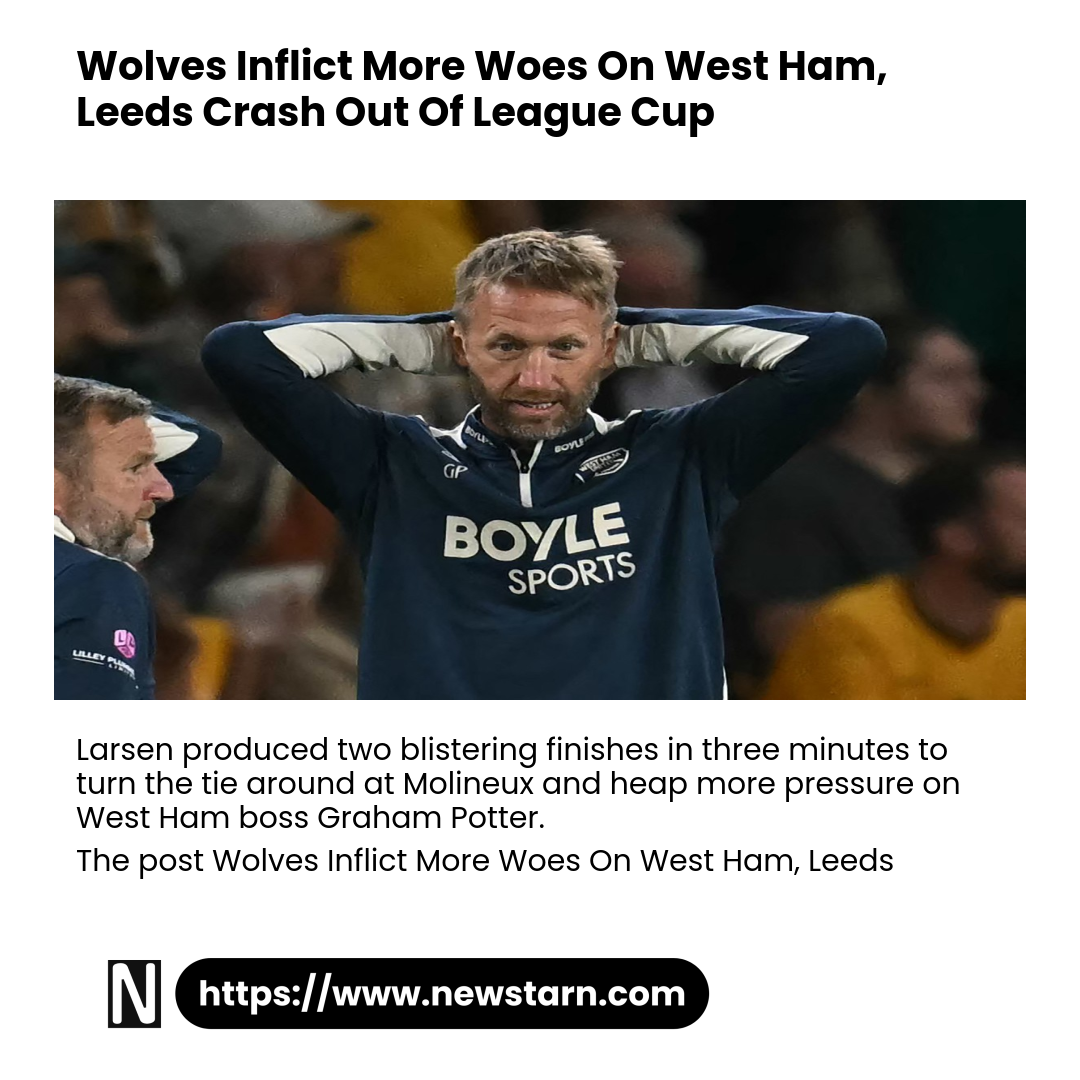 Wolves Inflict More Woes On West Ham,
Leeds Crash Out Of League Cup
BOYLE
BOYLE
GP
WEST HAM
BOYLE
SPORTS
LILLEY
Larsen produced two blistering finishes in three minutes to
turn the tie around at Molineux and heap more pressure on
West Ham boss Graham Potter.
The post Wolves Inflict More Woes On West Ham, Leeds
N
https://www.newstarn.com